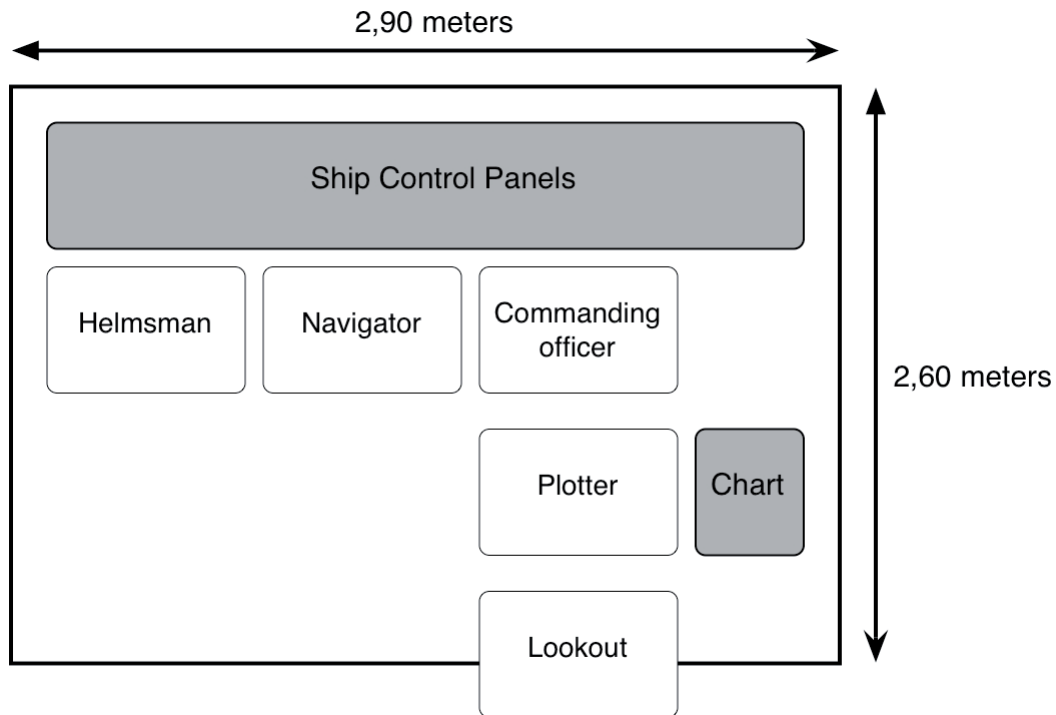 2,90 meters
Ship Control Panels
Helmsman
Navigator
Commanding
officer
2,60 meters
Plotter
Chart
Lookout